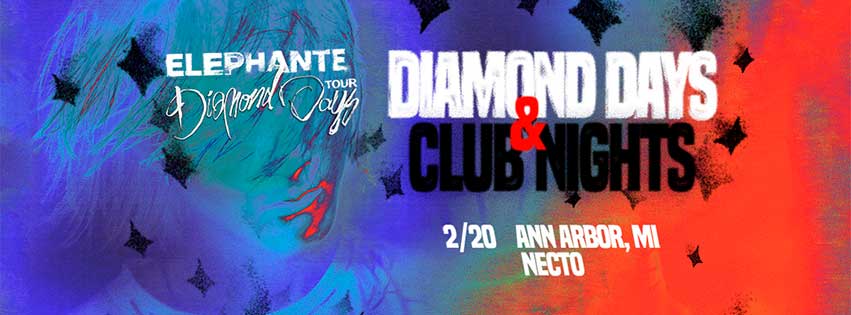 ELEPHANTE
Diamond Days
TOUR
DIAMOND DAYS
&
CLUB NIGHTS
2/20 ANN ARBOR, MI
NECTO